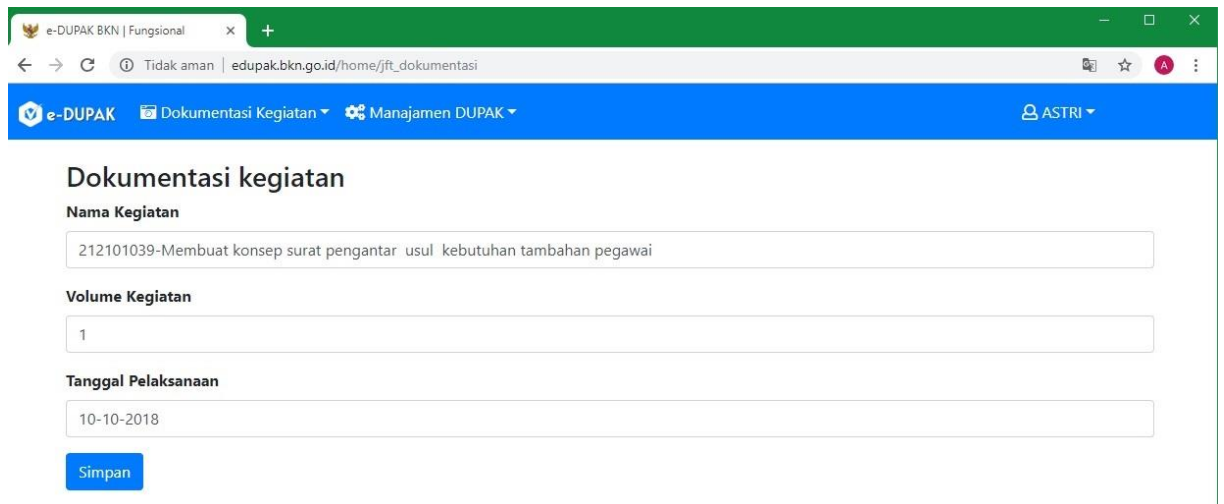 e-DUPAK BKN | Fungsional
Tidak aman | edupak.bkn.go.id/home/jft_dokumentasi
A
e-DUPAK Dokumentasi Kegiatan Manajamen DUPAK ASTRI
Dokumentasi kegiatan
Nama Kegiatan
212101039-Membuat konsep surat pengantar  usul  kebutuhan tambahan pegawai
Volume Kegiatan
1
Tanggal Pelaksanaan
10-10-2018
Simpan